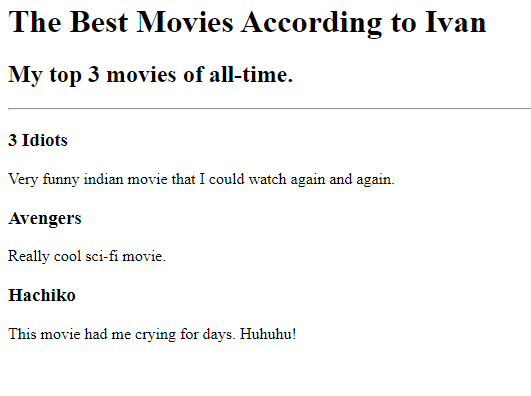 The Best Movies According to Ivan
My top 3 movies of all-time.
3 Idiots
Very funny indian movie that I could watch again and again.
Avengers
Really cool sci-fi movie.
Hachiko
This movie had me crying for days. Huhuhu!